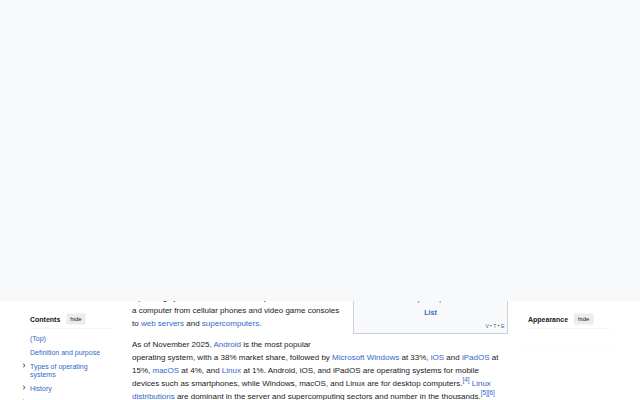 a computer from cellular phones and video game consoles
to web servers and supercomputers.
List
V • T • E
Contents hide
(Top)
Definition and purpose
Types of operating
systems
History
As of November 2025, Android is the most popular
operating system, with a 38% market share, followed by Microsoft Windows at 33%, iOS and iPadOS at
15%, macOS at 4%, and Linux at 1%. Android, iOS, and iPadOS are operating systems for mobile
devices such as smartphones, while Windows, macOS, and Linux are for desktop computers.[4] Linux
distributions are dominant in the server and supercomputing sectors and number in the thousands.[5][6]
Appearance hide